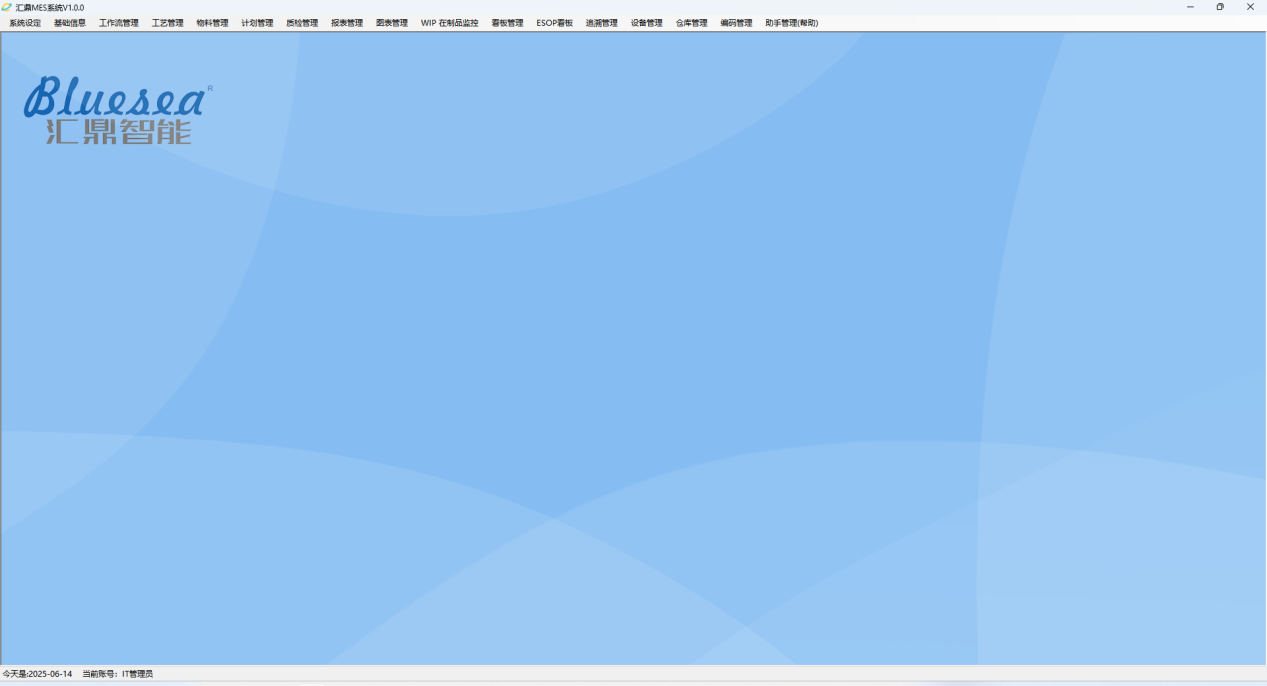 汇鼎MES系统V1.0.0
系统设定 基础信息 工作流管理 工艺管理 物料管理 计划管理 质检管理 报表管理 图表管理 WIP 在制品监控 看板管理 ESOP看板 追溯管理 设备管理 仓库管理 编码管理 助手管理(帮助)
Bluesea®
汇鼎智能
今天是:2025-06-14 当前账号：IT管理员